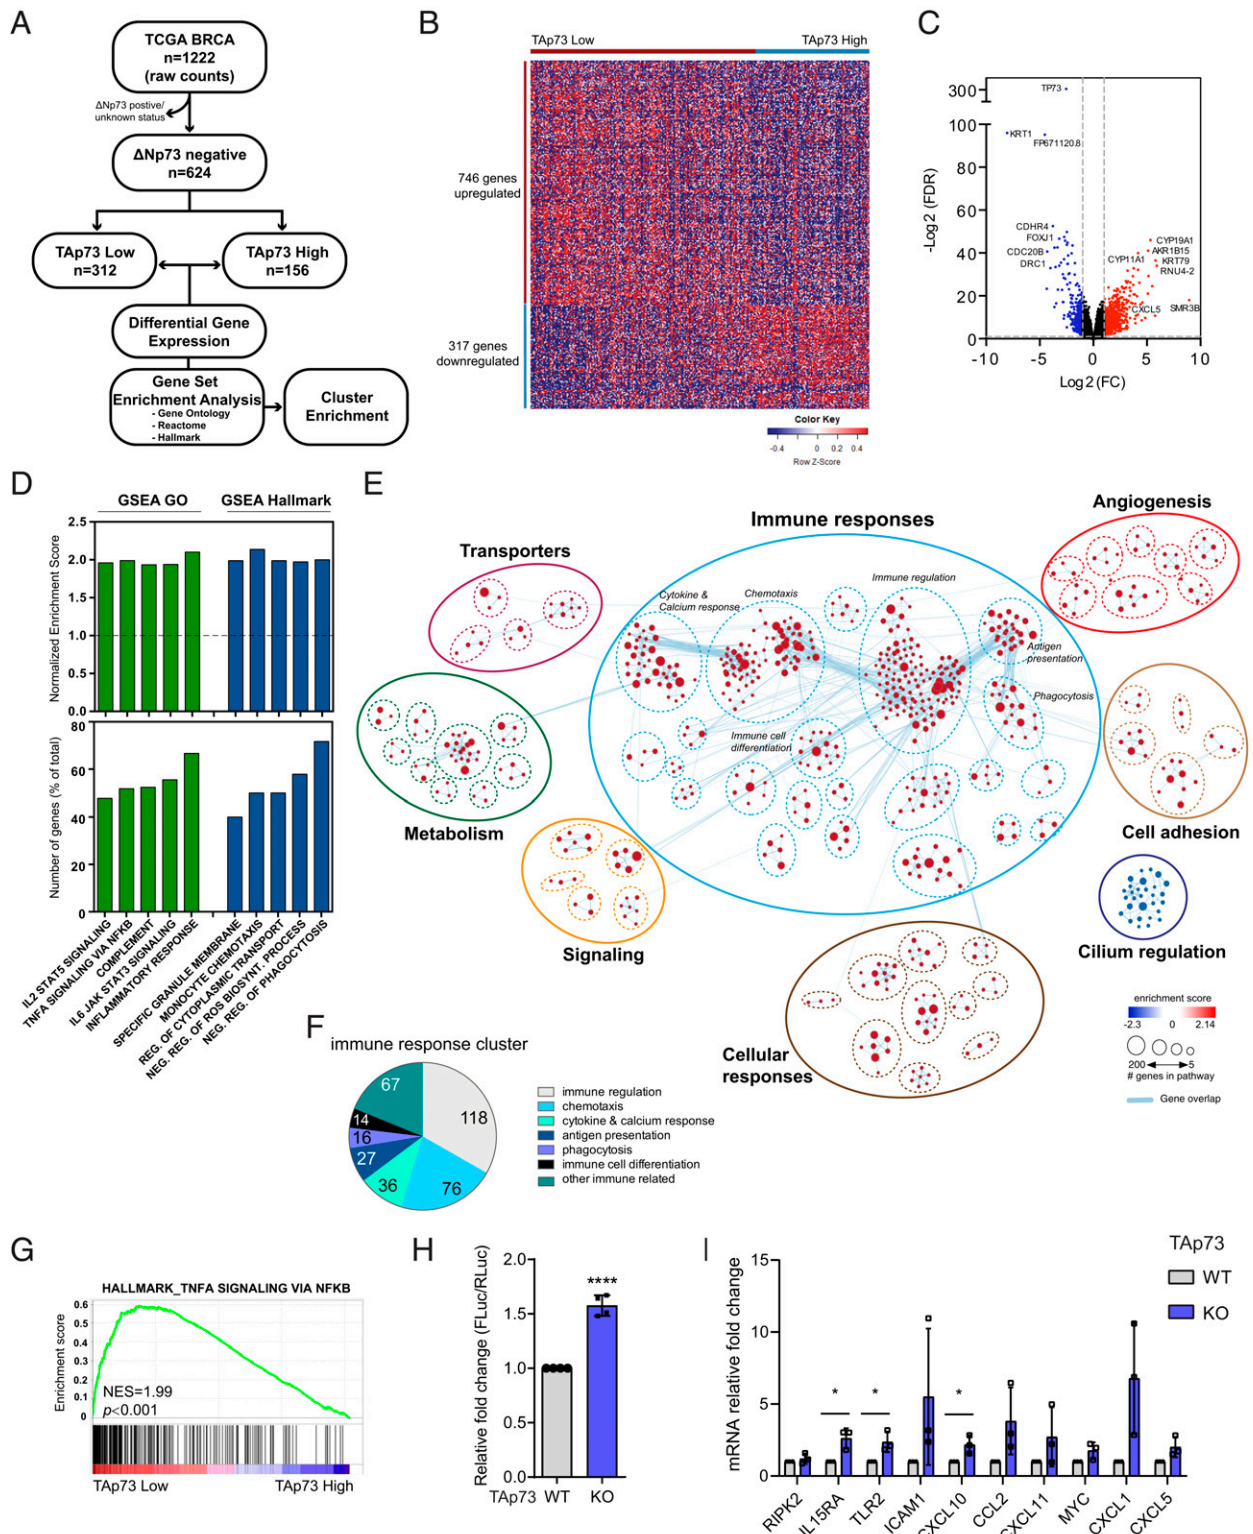 A
TCGA BRCA
n=1222
(raw counts)
ΔNp73 postive/
unknown status
ΔNp73 negative
n=624
TAp73 Low
n=312
TAp73 High
n=156
Differential Gene
Expression
Gene Set
Enrichment Analysis
- Gene Ontology
- Reactome
- Hallmark
Cluster
Enrichment
B
TAp73 Low
TAp73 High
746 genes
upregulated
317 genes
downregulated
Color Key
-0.4
0
0.2
0.4
Row Z-Score
C
300
100
80
60
40
20
0
-Log2 (FDR)
TP73
KRT1
FP671120.8
CDHR4
FOXJ1
CDC20B
DRC1
CYP19A1
AKR1B15
CYP11A1
KRT79
RNU4-2
CXCL5
SMR3B
-10
-5
0
5
10
Log2 (FC)
D
GSEA GO
GSEA Hallmark
Normalized Enrichment Score
2.5
2.0
1.5
1.0
0.5
0.0
Number of genes (% of total)
80
60
40
20
0
IL2 STAT5 SIGNALING
TNFA SIGNALING VIA NFKB
COMPLEMENT
IL6 JAK STAT3 SIGNALING
INFLAMMATORY RESPONSE
SPECIFIC GRANULE MEMBRANE
MONOCYTE CHEMOTAXIS
REG. OF CYTOPLASMIC TRANSPORT
NEG. REG. OF ROS BIOSYNT. PROCESS
NEG. REG. OF PHAGOCYTOSIS
E
Transporters
Immune responses
Angiogenesis
Cytokine &
Calcium response
Chemotaxis
Immune regulation
Antigen
presentation
Phagocytosis
Immune cell
differentiation
Metabolism
Signaling
Cell adhesion
Cilium regulation
Cellular
responses
enrichment score
-2.3
0
2.14
200
5
# genes in pathway
Gene overlap
F
immune response cluster
67
118
14
16
27
36
76
immune regulation
chemotaxis
cytokine & calcium response
antigen presentation
phagocytosis
immune cell differentiation
other immune related
G
HALLMARK_TNFA SIGNALING VIA NFKB
Enrichment score
0.6
0.5
0.4
0.3
0.2
0.1
0
NES=1.99
p<0.001
TAp73 Low
TAp73 High
H
Relative fold change (FLuc/RLuc)
2.0
1.5
1.0
0.5
0.0
****
TAp73
WT
KO
I
mRNA relative fold change
15
10
5
0
*
*
*
TAp73
WT
KO
RIPK2
IL15RA
TLR2
ICAM1
CXCL10
CCL2
CXCL11
MYC
CXCL1
CXCL5